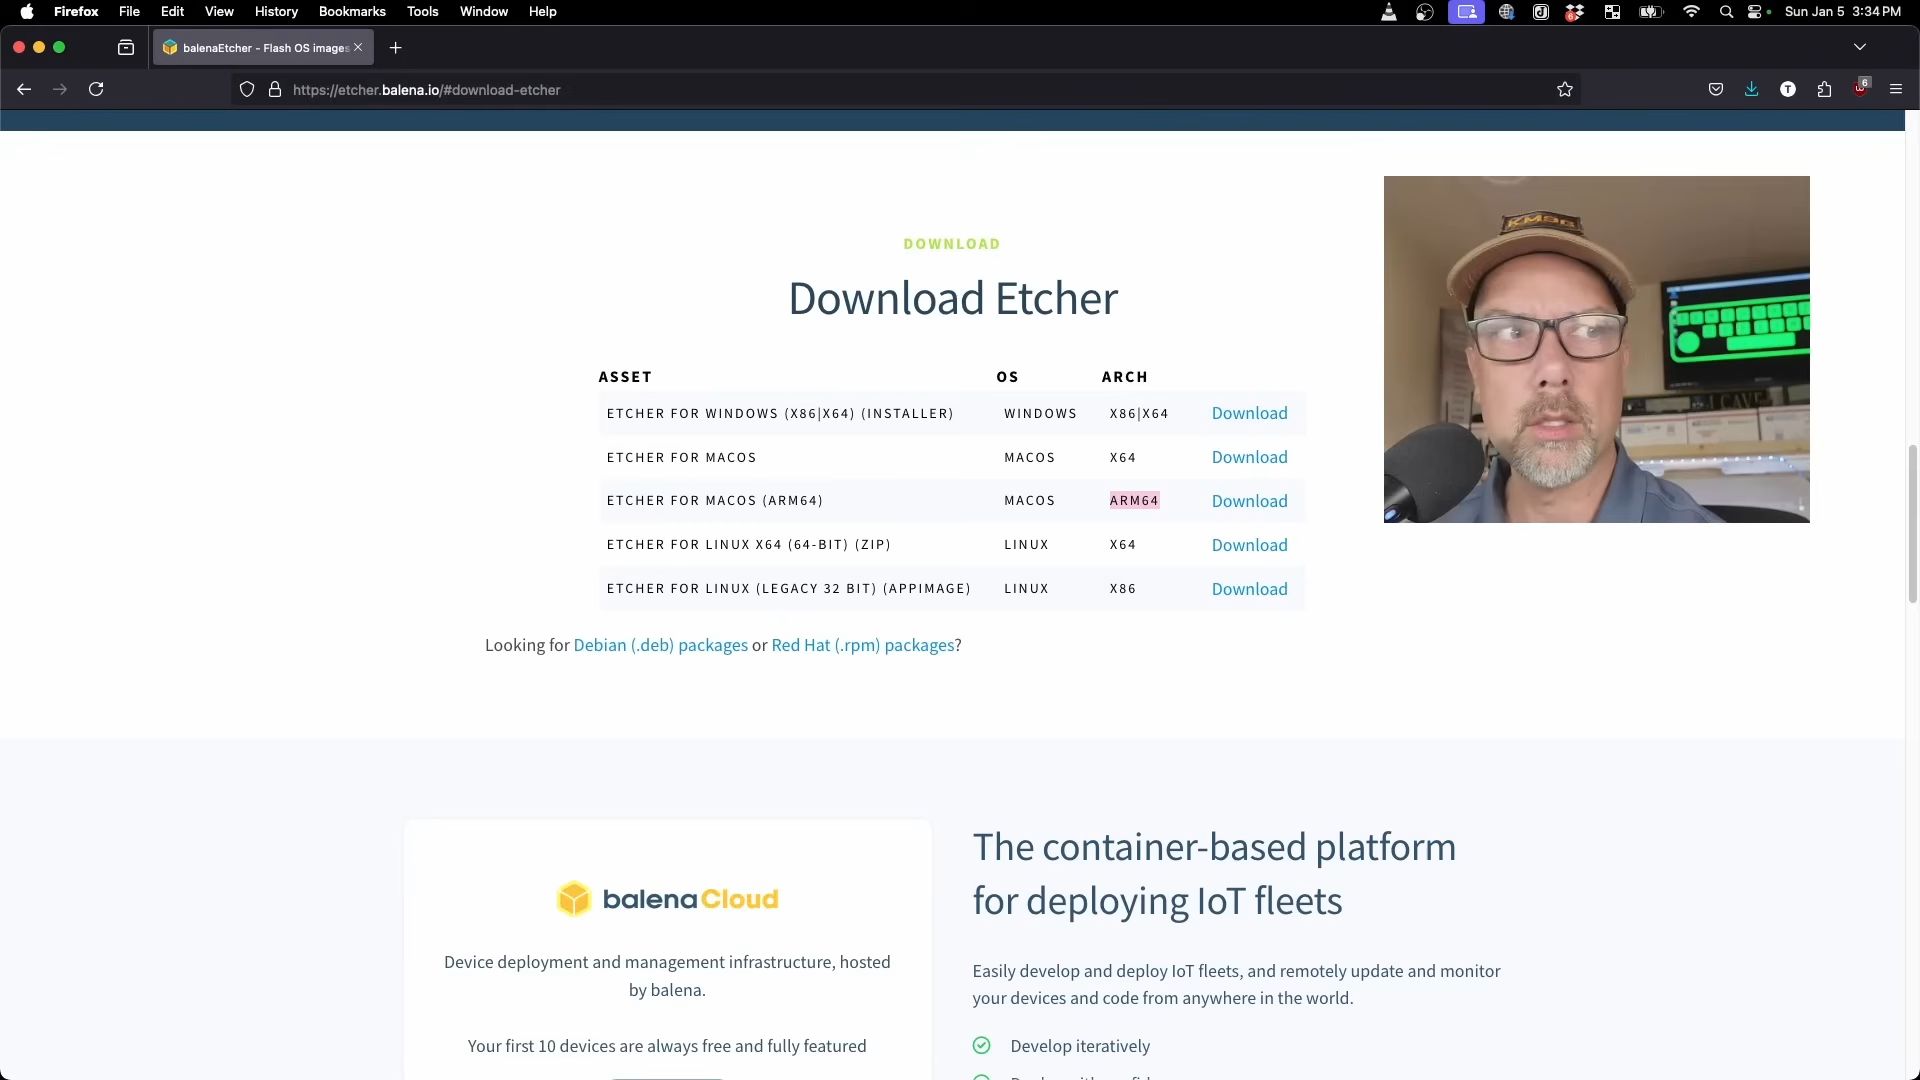 Firefox File Edit View History Bookmarks Tools Window Help
6
Sun Jan 5 3:34 PM
balenaEtcher - Flash OS images
https://etcher.balena.io/#download-etcher
T
6
DOWNLOAD
Download Etcher
ASSET OS ARCH
ETCHER FOR WINDOWS (X86|X64) (INSTALLER) WINDOWS X86|X64 Download
ETCHER FOR MACOS MACOS X64 Download
ETCHER FOR MACOS (ARM64) MACOS ARM64 Download
ETCHER FOR LINUX X64 (64-BIT) (ZIP) LINUX X64 Download
ETCHER FOR LINUX (LEGACY 32 BIT) (APPIMAGE) LINUX X86 Download
Looking for Debian (.deb) packages or Red Hat (.rpm) packages?
balenaCloud
Device deployment and management infrastructure, hosted
by balena.
Your first 10 devices are always free and fully featured
The container-based platform
for deploying IoT fleets
Easily develop and deploy IoT fleets, and remotely update and monitor
your devices and code from anywhere in the world.
Develop iteratively